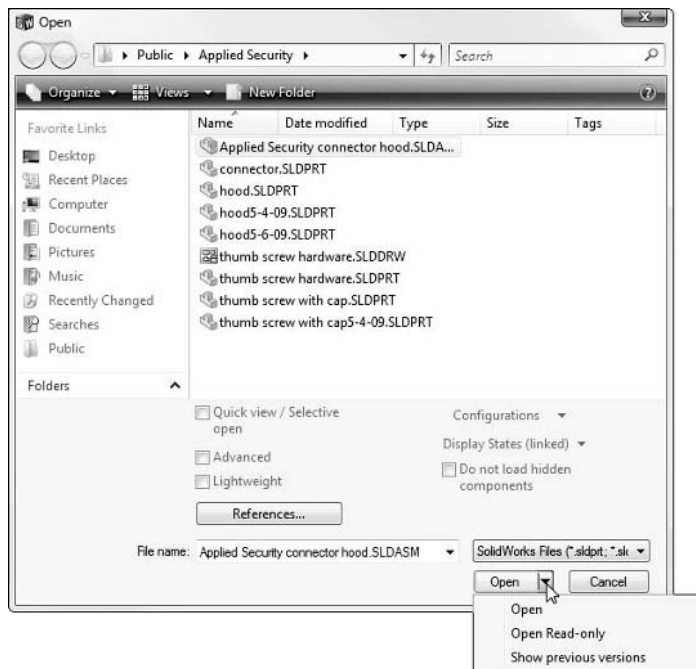 Open
Public ▸ Applied Security ▸
Search
Organize Views New Folder
Favorite Links
Desktop
Recent Places
Computer
Documents
Pictures
Music
Recently Changed
Searches
Public
Folders
Name Date modified Type Size Tags
Applied Security connector hood.SLDA...
connector.SLDPRT
hood.SLDPRT
hood5-4-09.SLDPRT
hood5-6-09.SLDPRT
thumb screw hardware.SLDDRW
thumb screw hardware.SLDPRT
thumb screw with cap.SLDPRT
thumb screw with cap5-4-09.SLDPRT
Quick view / Selective
open
Advanced
Lightweight
References...
Configurations
Display States (linked)
Do not load hidden
components
File name: Applied Security connector hood.SLDASM
SolidWorks Files (*.sldprt; *.slc
Open Cancel
Open
Open Read-only
Show previous versions